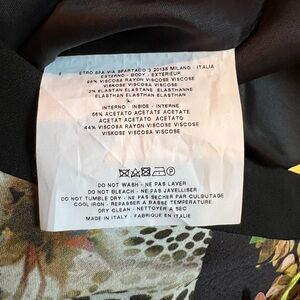 ETRO SPA VIA SPARTACO 3 20135 MILANO - ITALIA
ESTERNO - BODY - EXTERIEUR
98% VISCOSA RAYON VISCOSE VISCOSE
VISKOSE VISCOSA VISCOSE
2% ELASTAN ELASTANE ELASTHANNE
ELASTHAN ELASTAN ELASTHAN
INTERNO - INSIDE - INTERNE
56% ACETATO ACETATE ACETATE
ACETAT ACETATO ACETATE
44% VISCOSA RAYON VISCOSE VISCOSE
VISKOSE VISCOSA VISCOSE
DO NOT WASH - NE PAS LAVER
DO NOT BLEACH - NE PAS JAVELLISER
DO NOT TUMBLE DRY - NE PAS SECHER PAR CULBUTAGE
COOL IRON - REPASSER A BASSE TEMPERATURE
DRY CLEAN - NETTOYER A SEC
MADE IN ITALY - FABRIQUE EN ITALIE